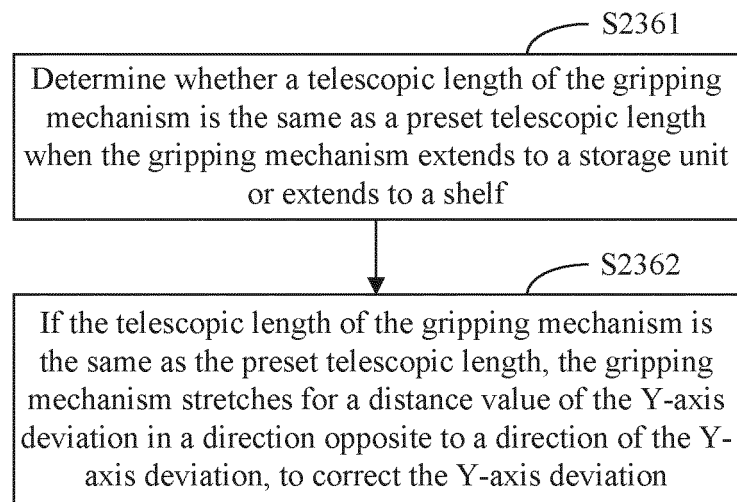 S2361
Determine whether a telescopic length of the gripping
mechanism is the same as a preset telescopic length
when the gripping mechanism extends to a storage unit
or extends to a shelf
S2362
If the telescopic length of the gripping mechanism is
the same as the preset telescopic length, the gripping
mechanism stretches for a distance value of the Y-axis
deviation in a direction opposite to a direction of the Y-
axis deviation, to correct the Y-axis deviation